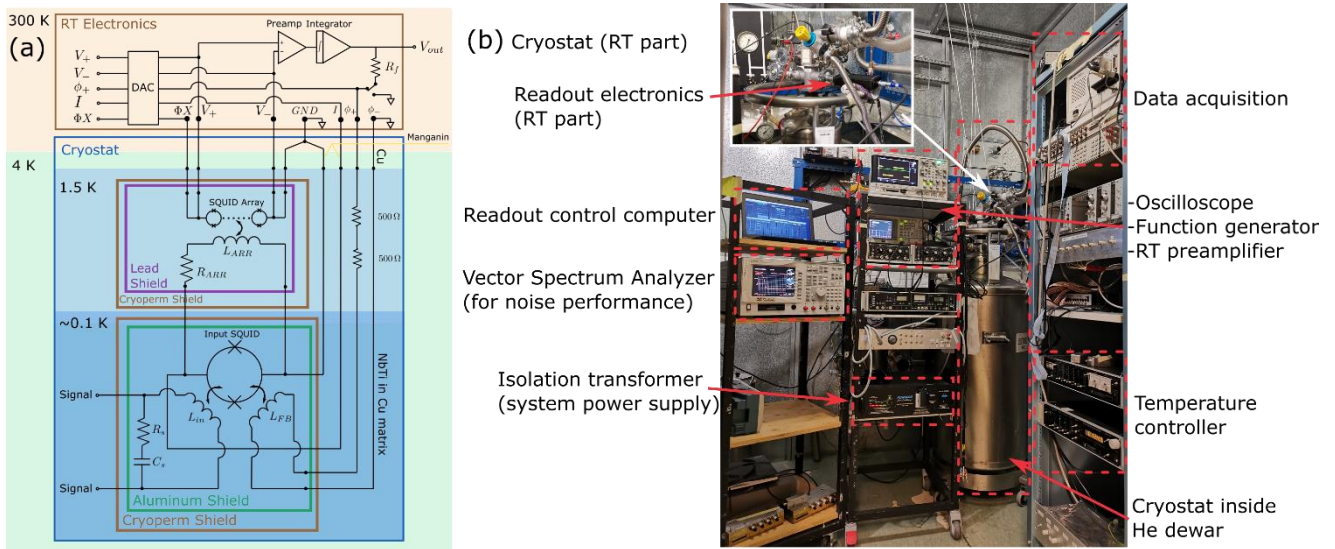 300 K
RT Electronics
(a)
Preamp Integrator
V+
V−
ϕ+
I
ΦX
DAC
Vout
Rf
ΦX V+ V− GND I ϕ+ ϕ−
Manganin
Cryostat
Cu
4 K
1.5 K
SQUID Array
LARR
RARR
500Ω
500Ω
Lead
Shield
Cryoperm Shield
~0.1 K
Input SQUID
NbTi in Cu matrix
Signal
Lin
LFB
Rs
Cs
Signal
Aluminum Shield
Cryoperm Shield
(b) Cryostat (RT part)
Readout electronics
(RT part)
Readout control computer
Vector Spectrum Analyzer
(for noise performance)
Isolation transformer
(system power supply)
Data acquisition
-Oscilloscope
-Function generator
-RT preamplifier
Temperature
controller
Cryostat inside
He dewar